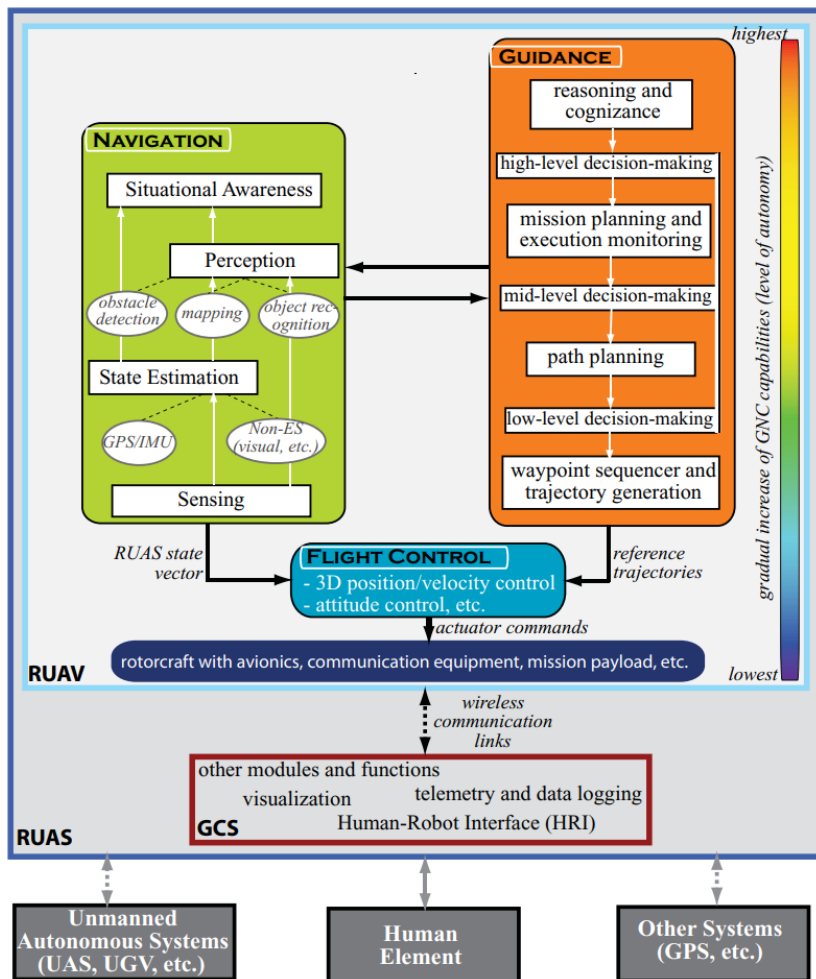 highest
GUIDANCE
reasoning and
cognizance
high-level decision-making
mission planning and
execution monitoring
mid-level decision-making
path planning
low-level decision-making
waypoint sequencer and
trajectory generation
NAVIGATION
Situational Awareness
Perception
obstacle
detection
mapping
object rec-
ognition
State Estimation
GPS/IMU
Non-ES
(visual, etc.)
Sensing
gradual increase of GNC capabilities (level of autonomy)
RUAS state
vector
FLIGHT CONTROL
- 3D position/velocity control
- attitude control, etc.
reference
trajectories
actuator commands
rotorcraft with avionics, communication equipment, mission payload, etc.
RUAV
lowest
wireless
communication
links
other modules and functions
visualization
telemetry and data logging
GCS
Human-Robot Interface (HRI)
RUAS
Unmanned
Autonomous Systems
(UAS, UGV, etc.)
Human
Element
Other Systems
(GPS, etc.)